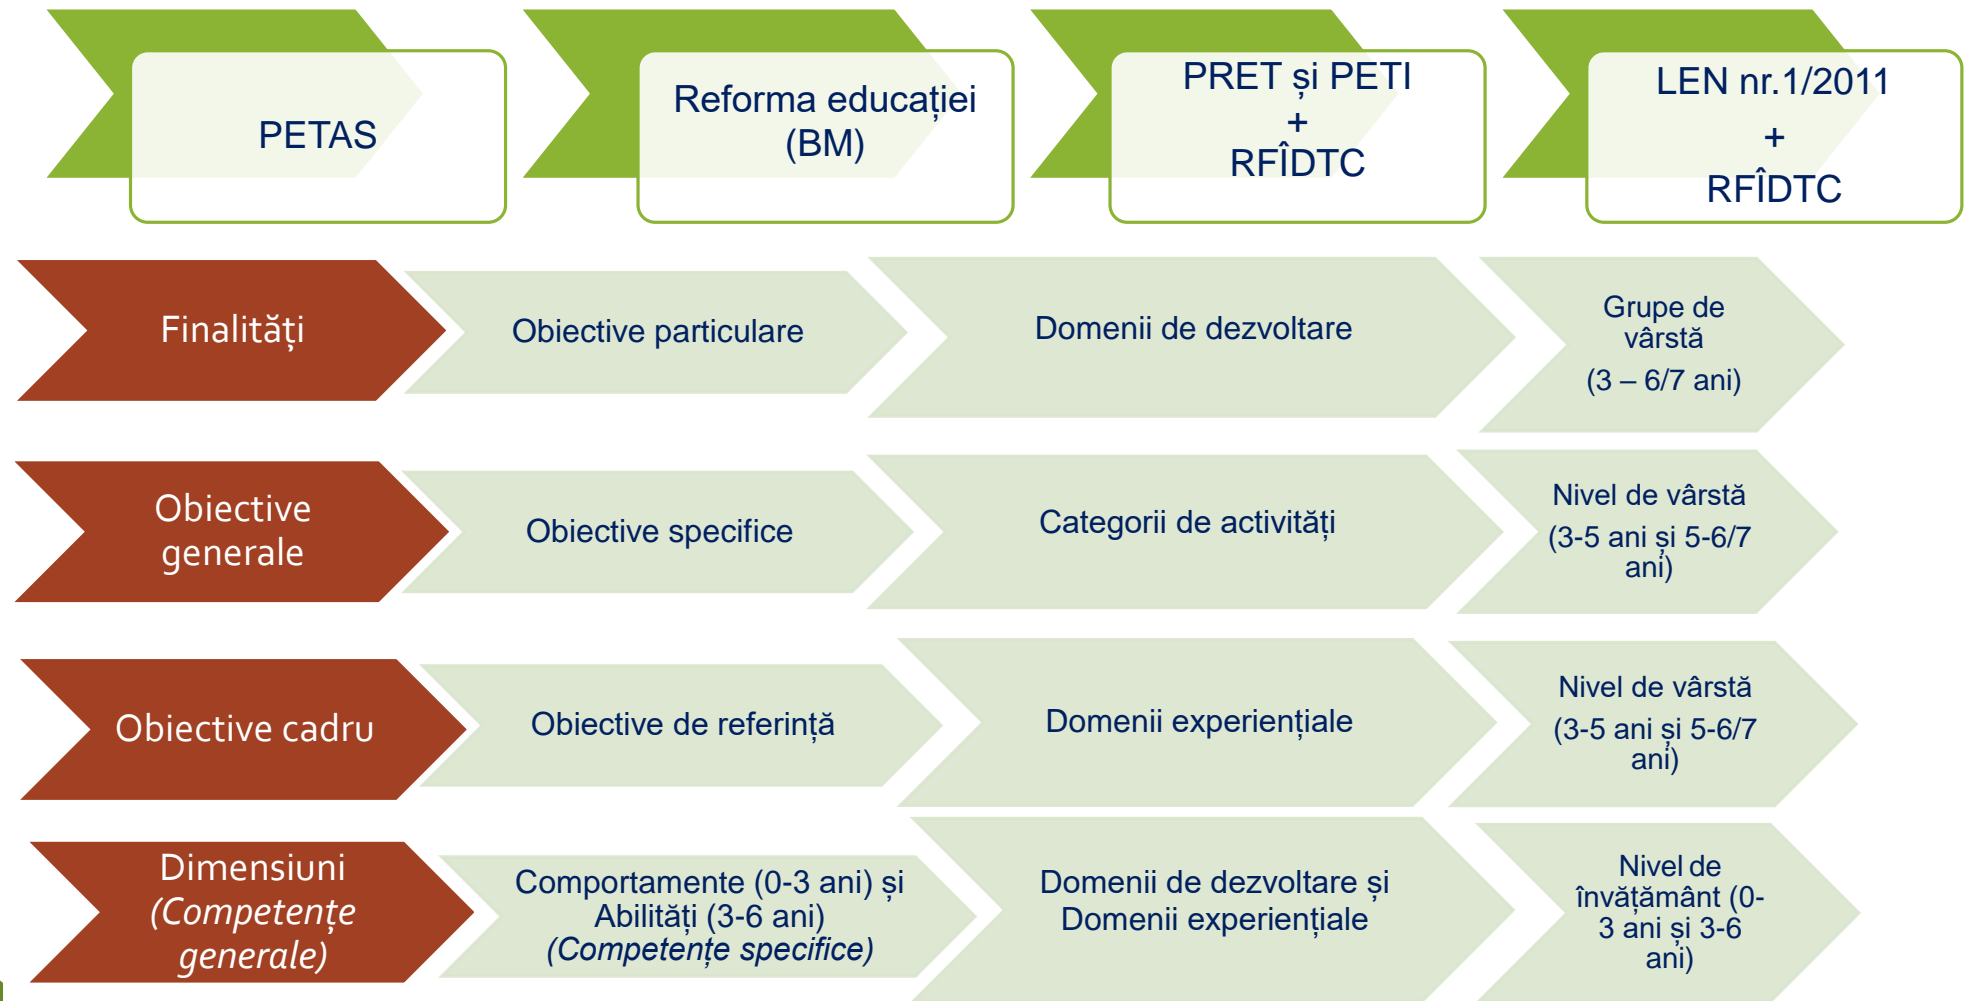 PETAS
Reforma educației
(BM)
PRET și PETI
+
RFÎDTC
LEN nr.1/2011
+
RFÎDTC
Finalități
Obiective particulare
Domenii de dezvoltare
Grupe de
vârstă
(3 – 6/7 ani)
Obiective
generale
Obiective specifice
Categorii de activități
Nivel de vârstă
(3-5 ani și 5-6/7
ani)
Obiective cadru
Obiective de referință
Domenii experiențiale
Nivel de vârstă
(3-5 ani și 5-6/7
ani)
Dimensiuni
(Competențe
generale)
Comportamente (0-3 ani) și
Abilități (3-6 ani)
(Competențe specifice)
Domenii de dezvoltare și
Domenii experiențiale
Nivel de
învățământ (0-
3 ani și 3-6
ani)